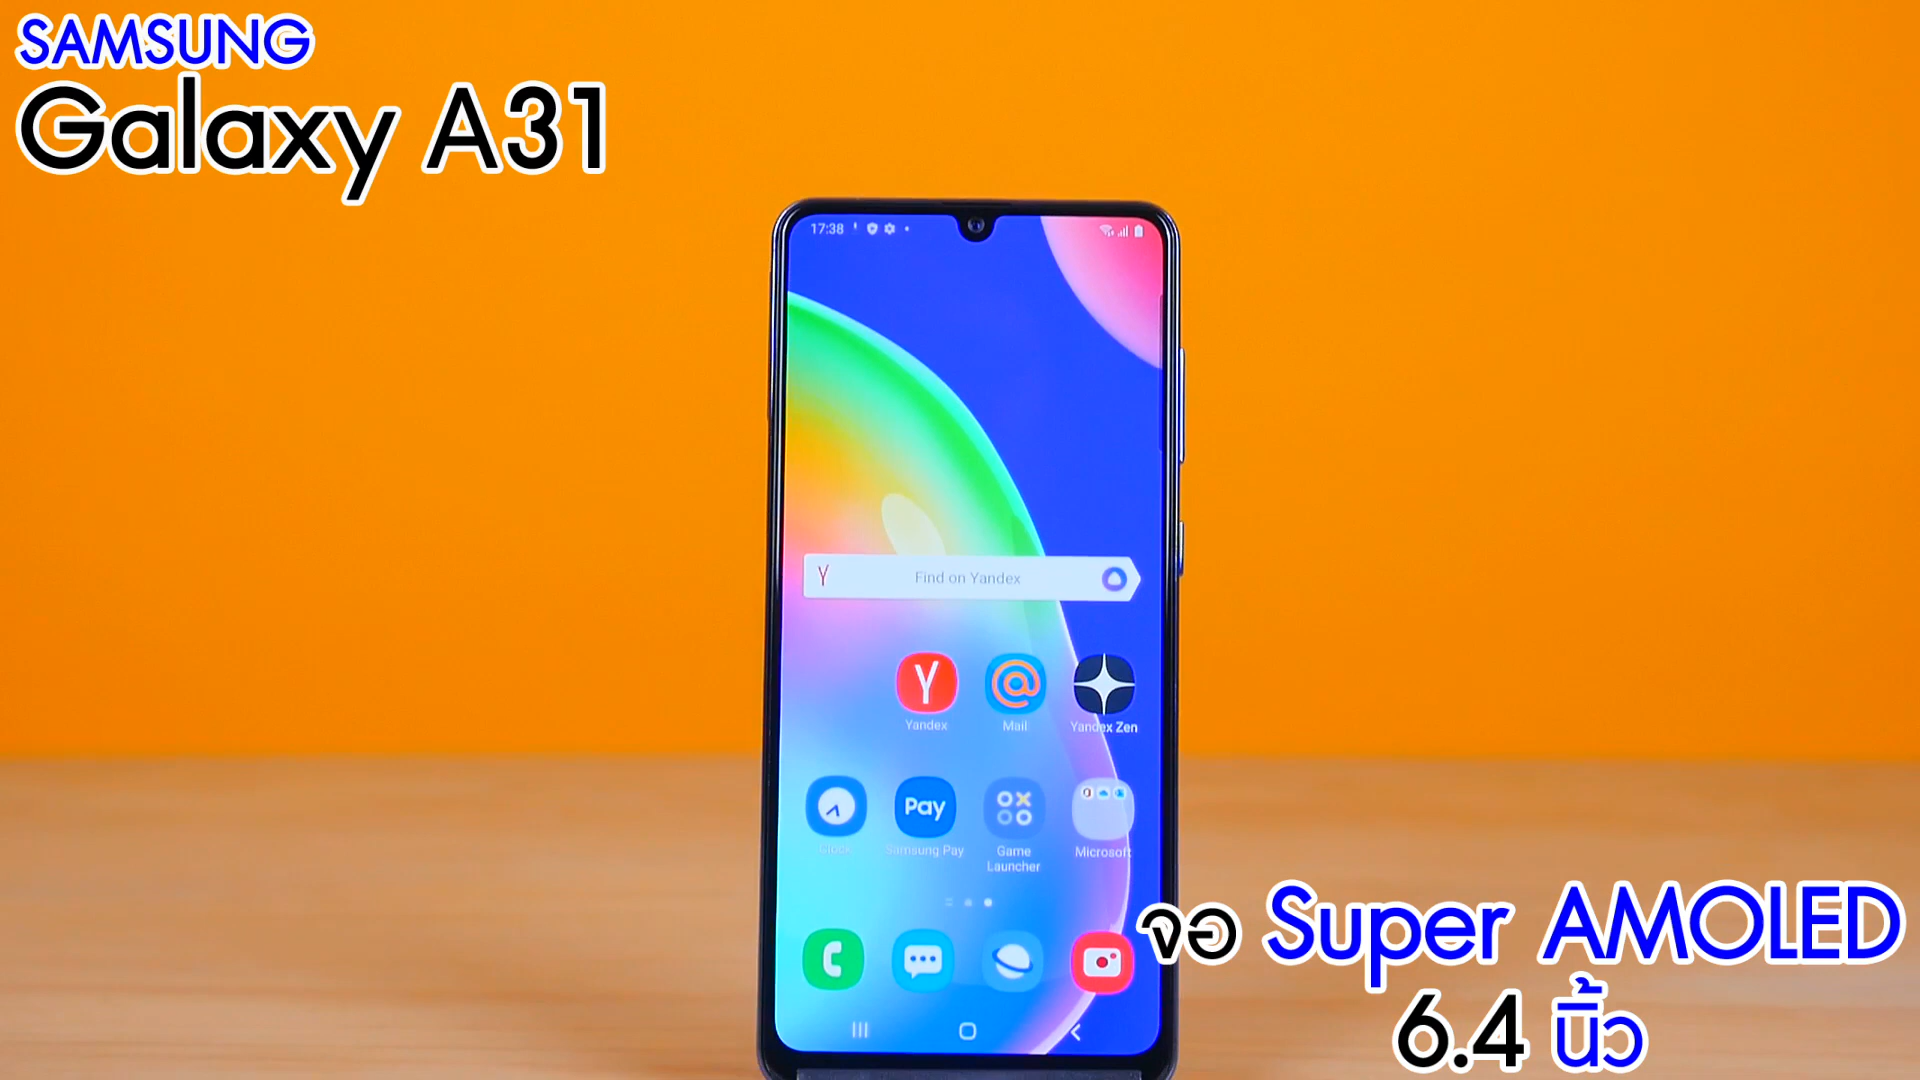 SAMSUNG
Galaxy A31
17:38
Y Find on Yandex
Y
Yandex
Mail
Yandex Zen
Pay
Clock
Samsung Pay
Game
Launcher
Microsoft
จอ Super AMOLED
6.4 นิ้ว